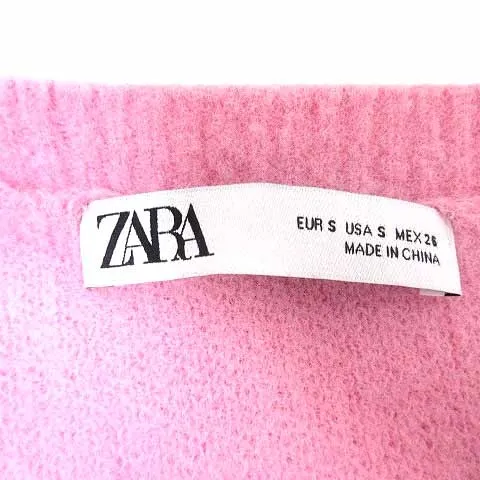 ZARA
EUR S USA S MEX 26
MADE IN CHINA